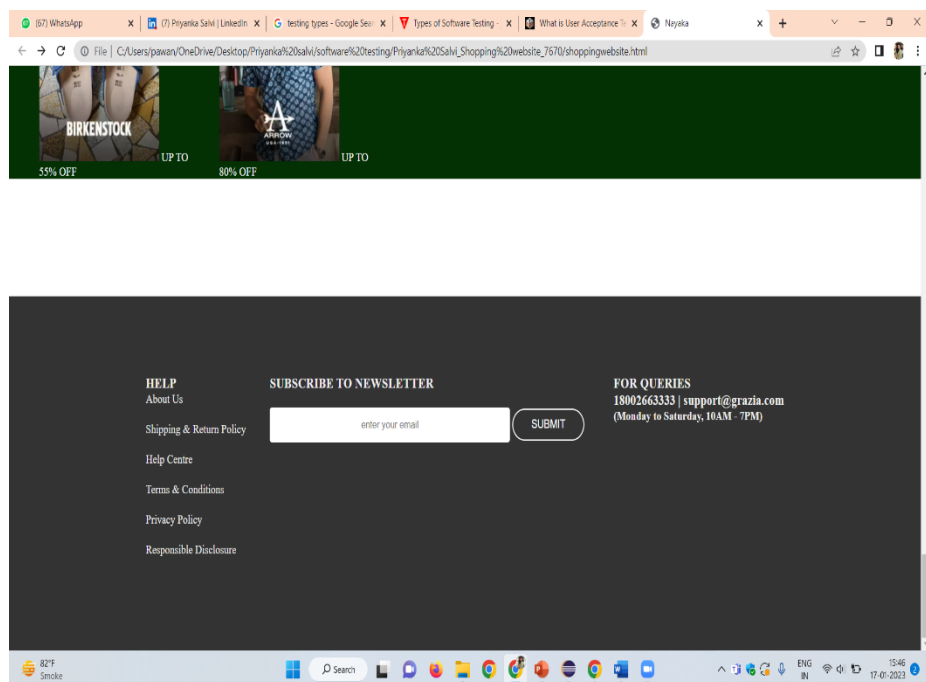 (67) WhatsApp
(7) Priyanka Salvi | LinkedIn
testing types - Google Sear
Types of Software Testing -
What is User Acceptance Te
Nayaka
File | C:/Users/pawan/OneDrive/Desktop/Priyanka%20salvi/software%20testing/Priyanka%20Salvi_Shopping%20website_7670/shoppingwebsite.html
BIRKENSTOCK
A
ARROW
USA·1851
UP TO
55% OFF
UP TO
80% OFF
HELP
About Us
Shipping & Return Policy
Help Centre
Terms & Conditions
Privacy Policy
Responsible Disclosure
SUBSCRIBE TO NEWSLETTER
enter your email
SUBMIT
FOR QUERIES
18002663333 | support@grazia.com
(Monday to Saturday, 10AM - 7PM)
82°F
Smoke
Search
ENG
IN
15:46
17-01-2023
2